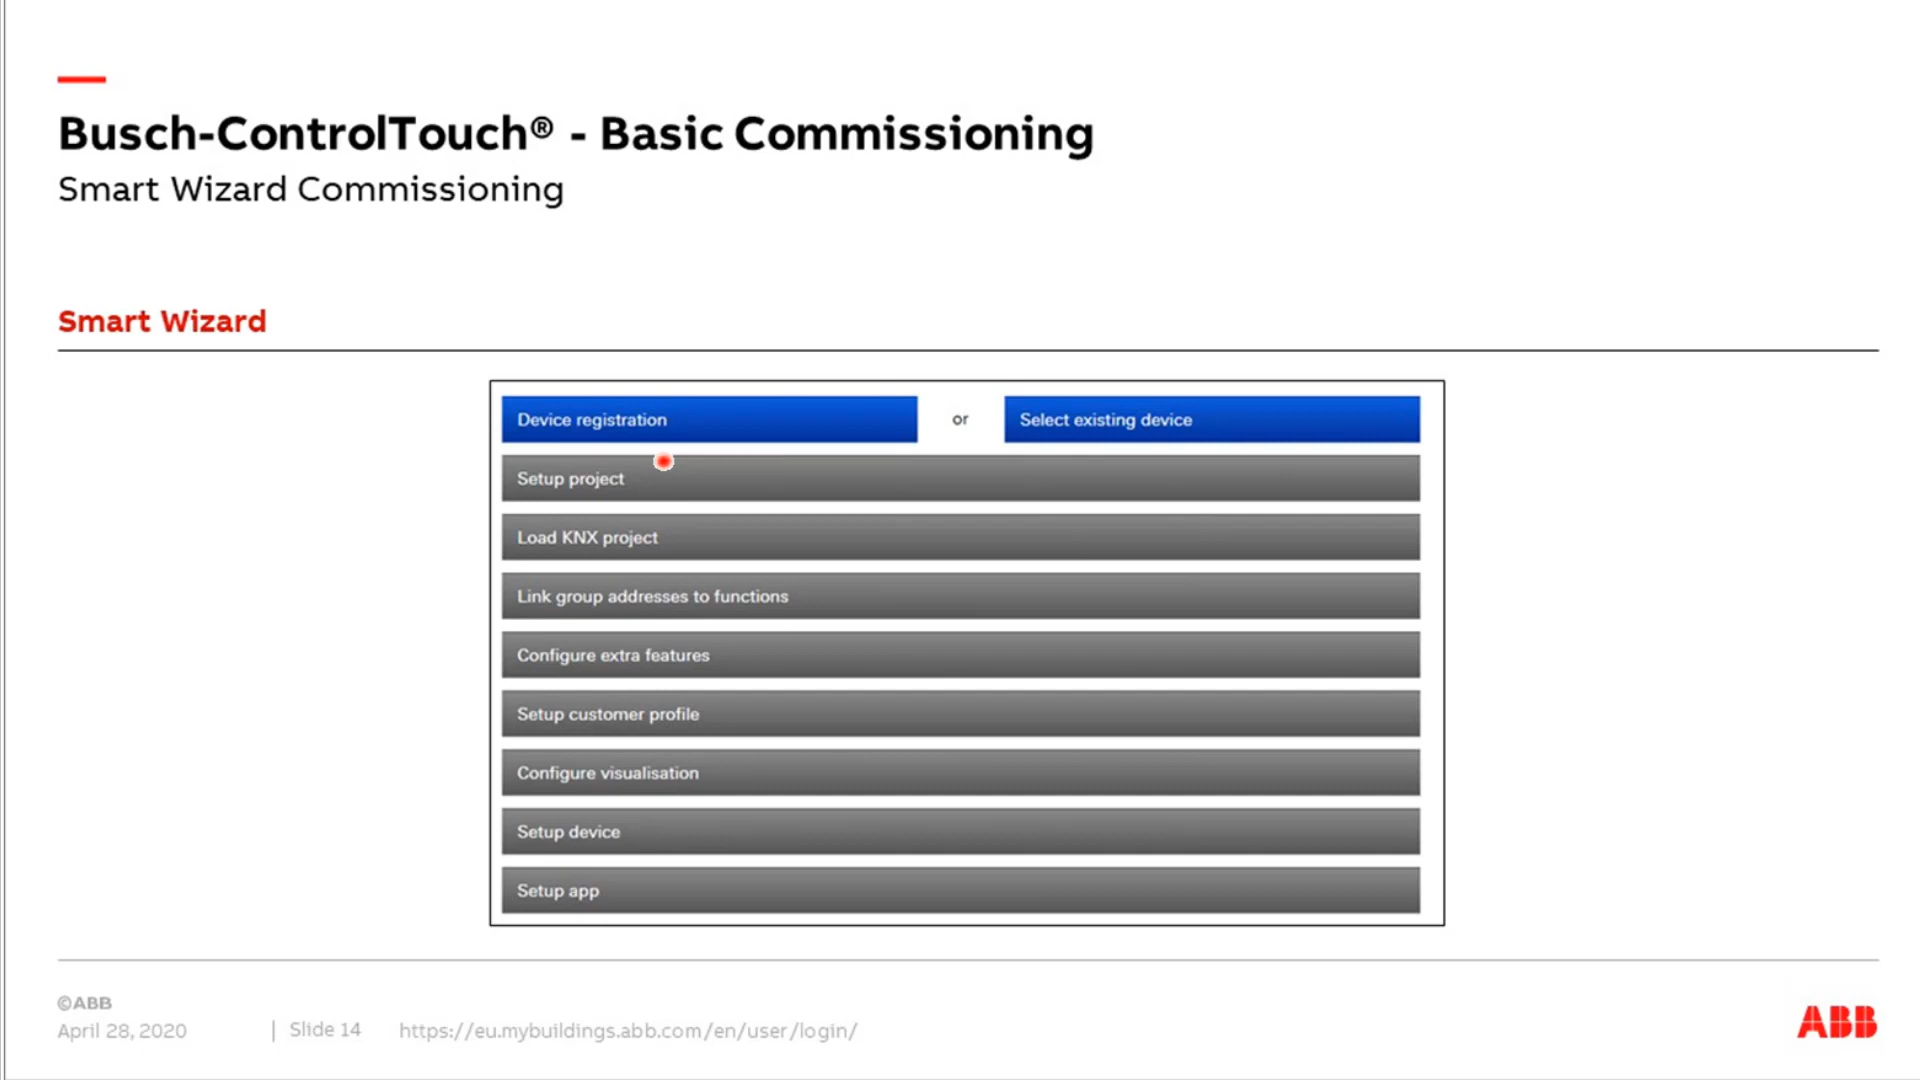 Busch-ControlTouch® - Basic Commissioning
Smart Wizard Commissioning
Smart Wizard
Device registration or Select existing device
Setup project
Load KNX project
Link group addresses to functions
Configure extra features
Setup customer profile
Configure visualisation
Setup device
Setup app
©ABB
April 28, 2020 | Slide 14 https://eu.mybuildings.abb.com/en/user/login/
ABB